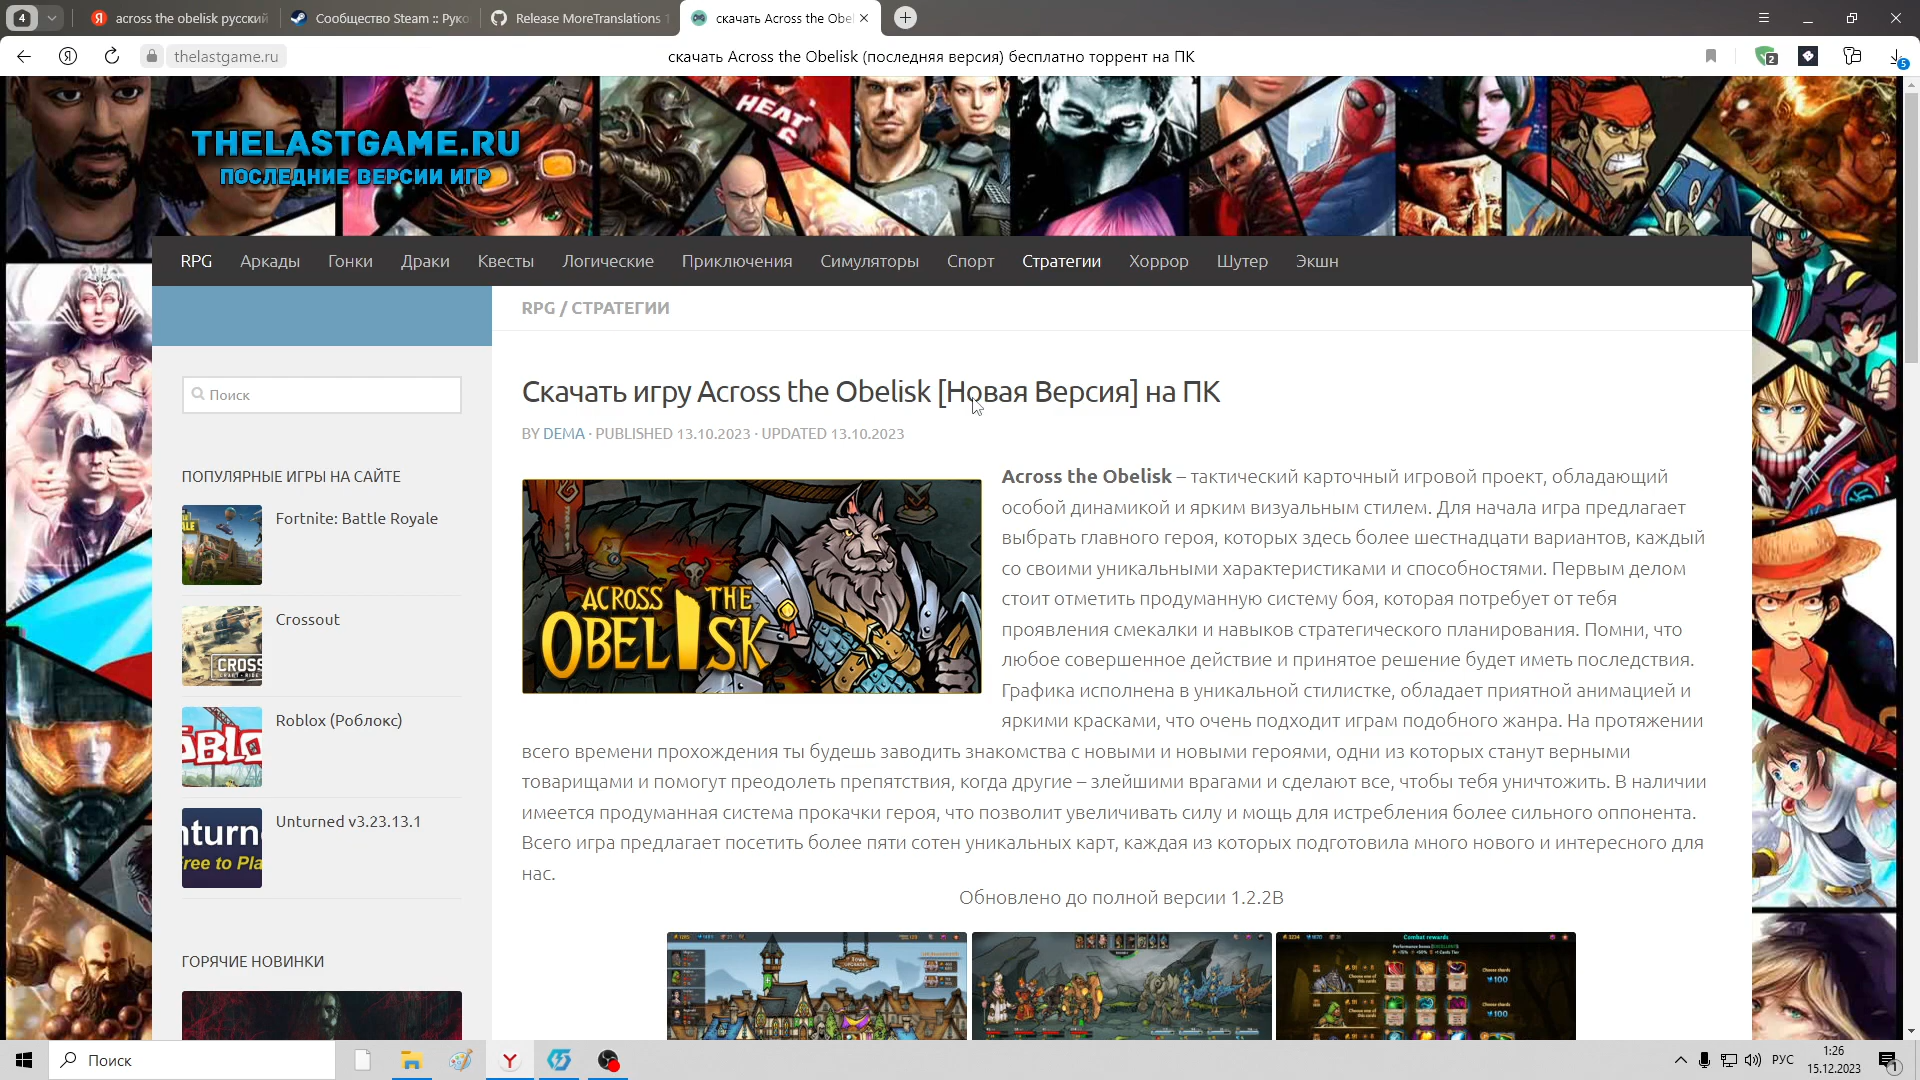 4
across the obelisk русский
Сообщество Steam :: Руко
Release MoreTranslations
скачать Across the Obel
thelastgame.ru
скачать Across the Obelisk (последняя версия) бесплатно торрент на ПК
2
5
HEAT
THELASTGAME.RU
ПОСЛЕДНИЕ ВЕРСИИ ИГР
RPG Аркады Гонки Драки Квесты Логические Приключения Симуляторы Спорт Стратегии Хоррор Шутер Экшн
RPG / СТРАТЕГИИ
Поиск
Скачать игру Across the Obelisk [Новая Версия] на ПК
BY DEMA · PUBLISHED 13.10.2023 · UPDATED 13.10.2023
ПОПУЛЯРНЫЕ ИГРЫ НА САЙТЕ
Fortnite: Battle Royale
Crossout
CROSS
Roblox (Роблокс)
Unturned v3.23.13.1
nturn
ree to Pla
ГОРЯЧИЕ НОВИНКИ
ACROSS THE
OBELISK
Across the Obelisk – тактический карточный игровой проект, обладающий
особой динамикой и ярким визуальным стилем. Для начала игра предлагает
выбрать главного героя, которых здесь более шестнадцати вариантов, каждый
со своими уникальными характеристиками и способностями. Первым делом
стоит отметить продуманную систему боя, которая потребует от тебя
проявления смекалки и навыков стратегического планирования. Помни, что
любое совершенное действие и принятое решение будет иметь последствия.
Графика исполнена в уникальной стилистке, обладает приятной анимацией и
яркими красками, что очень подходит играм подобного жанра. На протяжении
всего времени прохождения ты будешь заводить знакомства с новыми и новыми героями, одни из которых станут верными
товарищами и помогут преодолеть препятствия, когда другие – злейшими врагами и сделают все, чтобы тебя уничтожить. В наличии
имеется продуманная система прокачки героя, что позволит увеличивать силу и мощь для истребления более сильного оппонента.
Всего игра предлагает посетить более пяти сотен уникальных карт, каждая из которых подготовила много нового и интересного для
нас.
Обновлено до полной версии 1.2.2B
Combat rewards
Поиск
РУС
1:26
15.12.2023
1